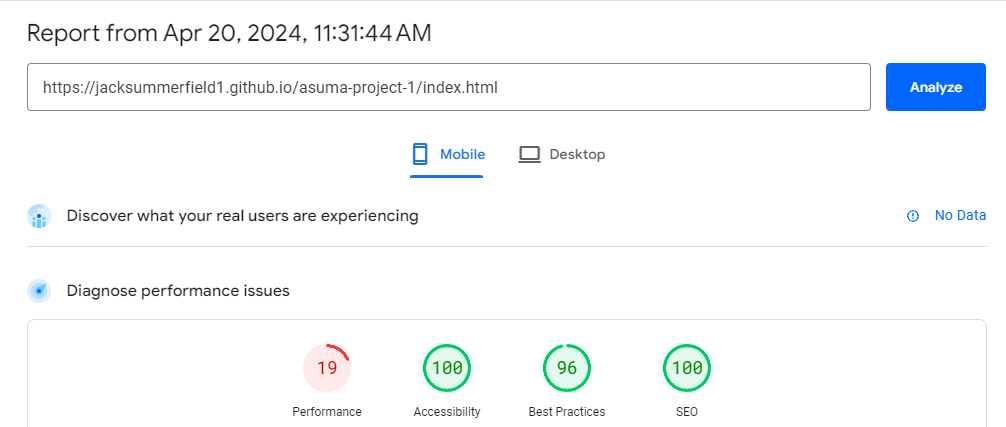 Report from Apr 20, 2024, 11:31:44 AM
https://jacksummerfield1.github.io/asuma-project-1/index.html
Analyze
Mobile
Desktop
Discover what your real users are experiencing
No Data
Diagnose performance issues
19
100
96
100
Performance
Accessibility
Best Practices
SEO